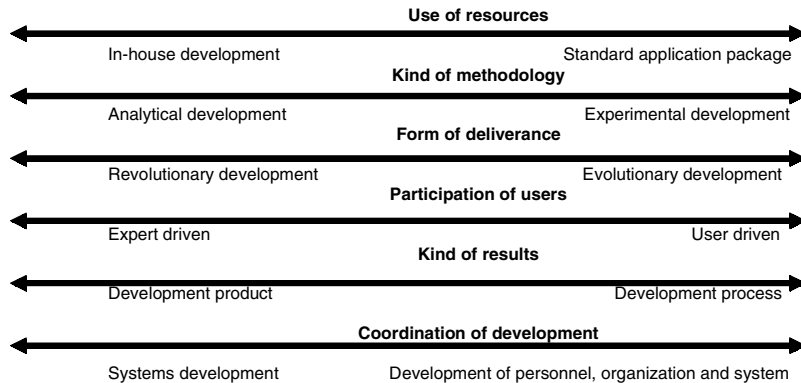 Use of resources
In-house development Standard application package
Kind of methodology
Analytical development Experimental development
Form of deliverance
Revolutionary development Evolutionary development
Participation of users
Expert driven User driven
Kind of results
Development product Development process
Coordination of development
Systems development Development of personnel, organization and system